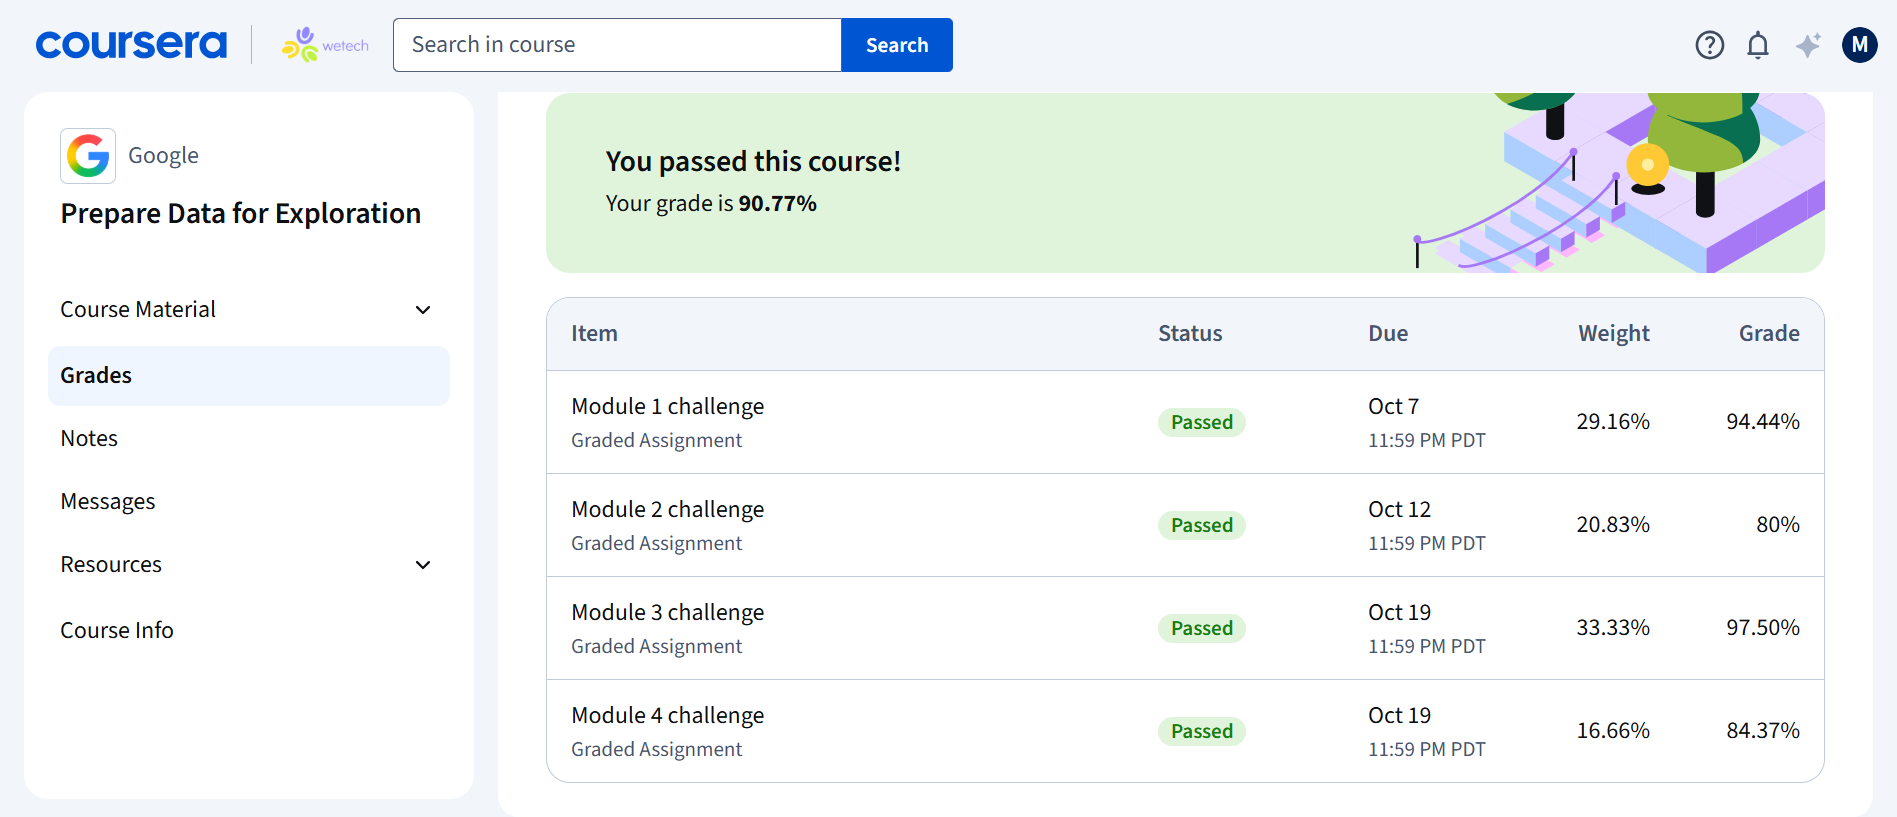 coursera
wetech
Search in course
Search
M
Google
Prepare Data for Exploration
Course Material
Grades
Notes
Messages
Resources
Course Info
You passed this course!
Your grade is 90.77%
Item Status Due Weight Grade
Module 1 challenge
Graded Assignment
Passed
Oct 7
11:59 PM PDT
29.16%
94.44%
Module 2 challenge
Graded Assignment
Passed
Oct 12
11:59 PM PDT
20.83%
80%
Module 3 challenge
Graded Assignment
Passed
Oct 19
11:59 PM PDT
33.33%
97.50%
Module 4 challenge
Graded Assignment
Passed
Oct 19
11:59 PM PDT
16.66%
84.37%